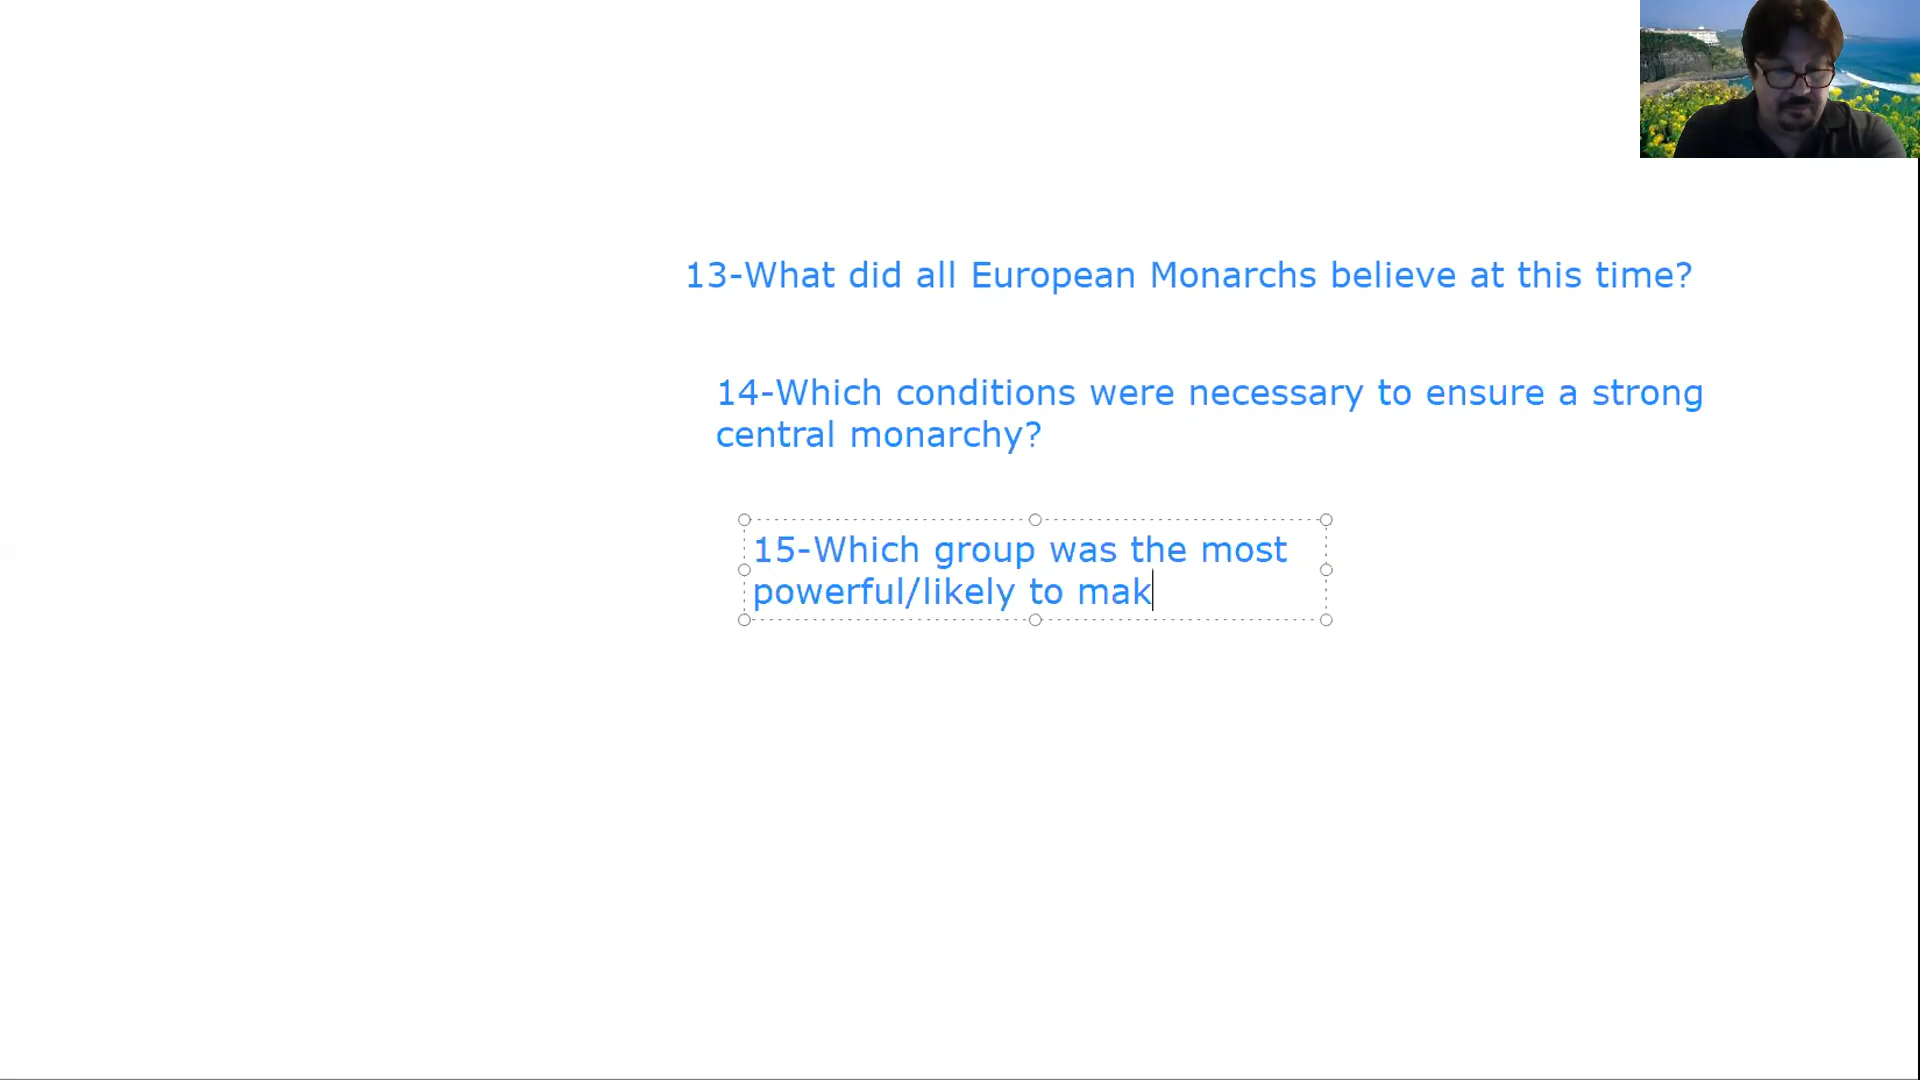 13-What did all European Monarchs believe at this time?
14-Which conditions were necessary to ensure a strong
central monarchy?
15-Which group was the most
powerful/likely to mak